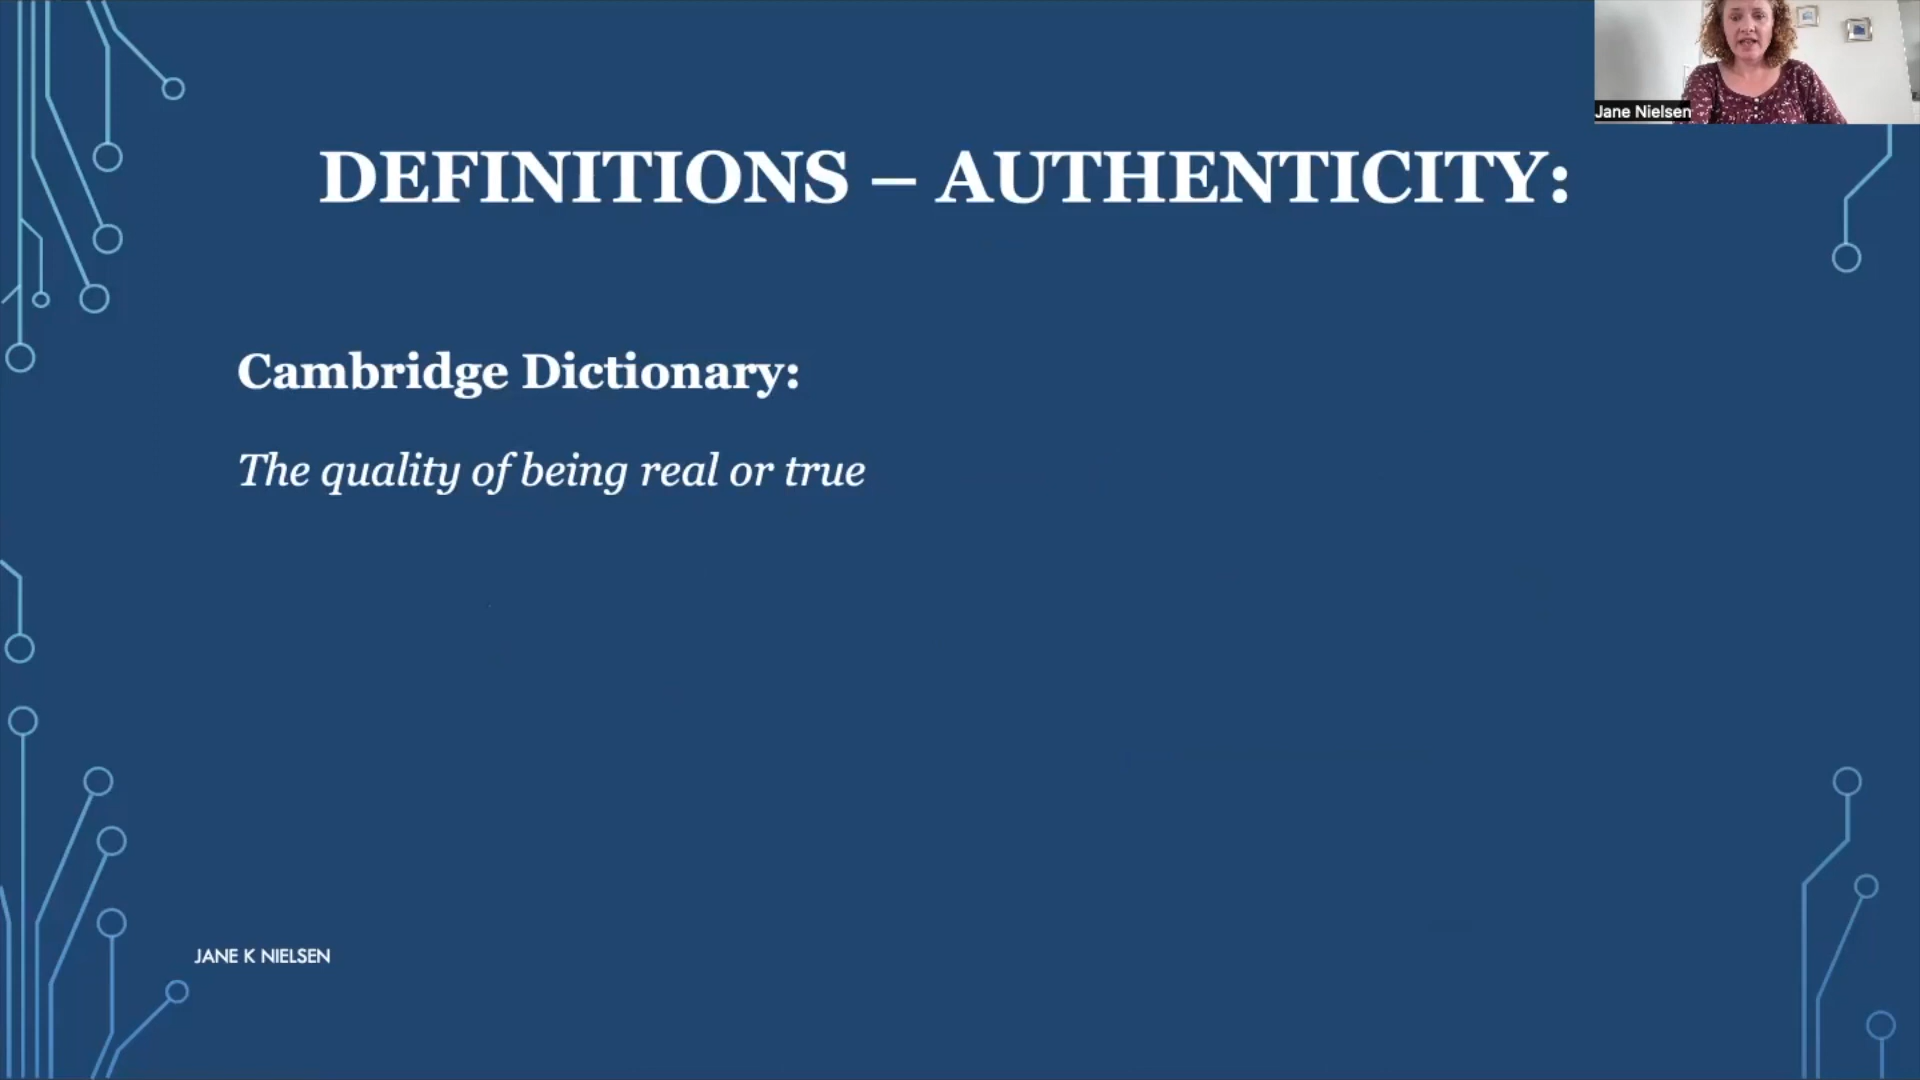 Jane Nielsen
DEFINITIONS – AUTHENTICITY:
Cambridge Dictionary:
The quality of being real or true
JANE K NIELSEN